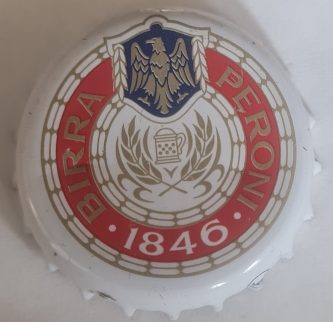 BIRRA PERONI
· 1846 ·